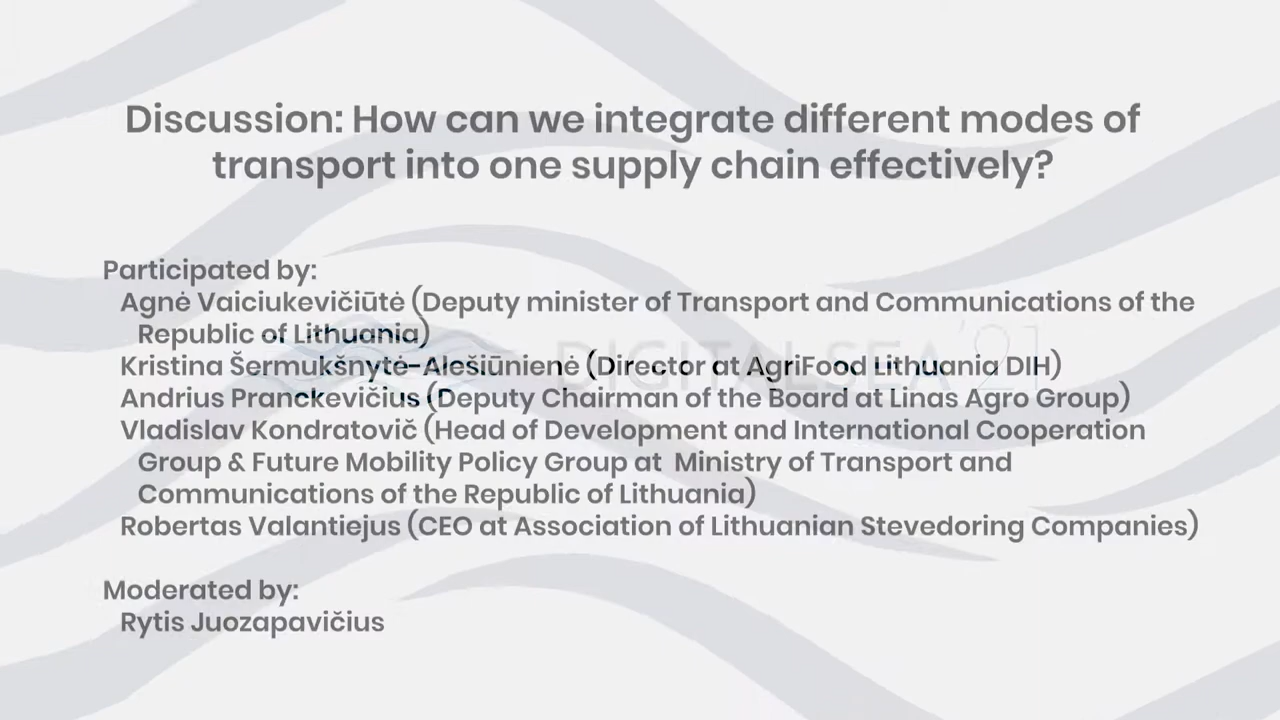 Discussion: How can we integrate different modes of
transport into one supply chain effectively?
Participated by:
Agnė Vaiciukevičiūtė (Deputy minister of Transport and Communications of the
Republic of Lithuania)
Kristina Šermukšnytė-Alešiūnienė (Director at AgriFood Lithuania DIH)
Andrius Pranckevičius (Deputy Chairman of the Board at Linas Agro Group)
Vladislav Kondratovič (Head of Development and International Cooperation
Group & Future Mobility Policy Group at Ministry of Transport and
Communications of the Republic of Lithuania)
Robertas Valantiejus (CEO at Association of Lithuanian Stevedoring Companies)
Moderated by:
Rytis Juozapavičius
DIGITALSEA '21